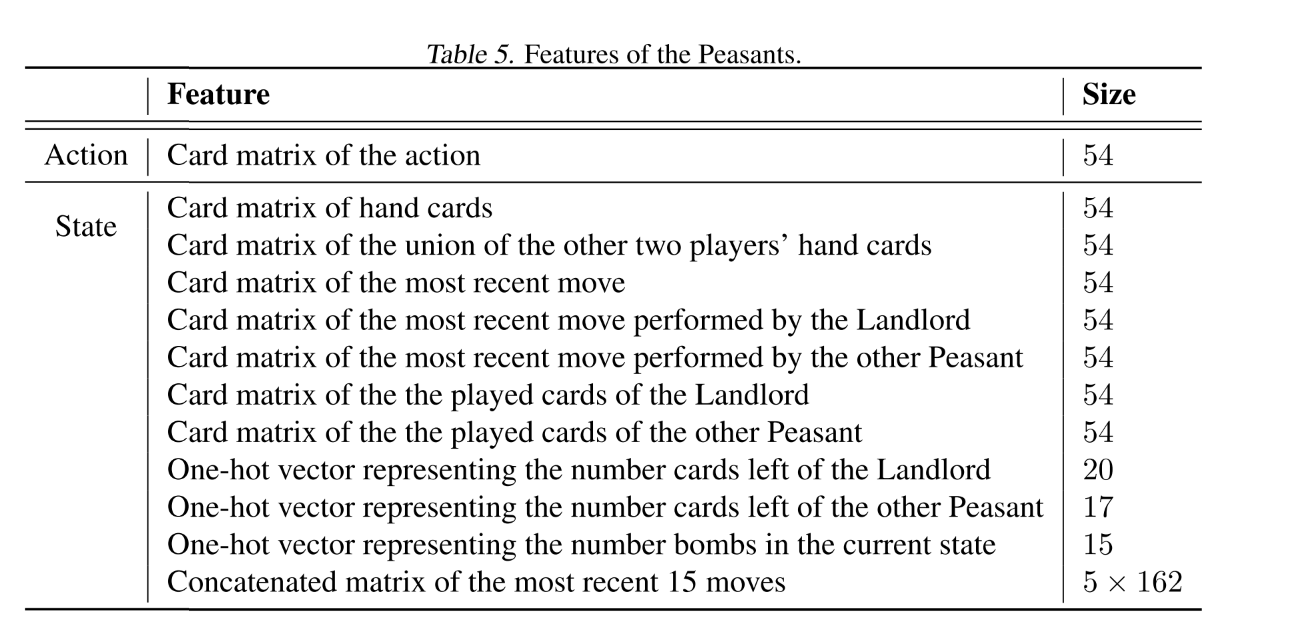 Table 5. Features of the Peasants.
Feature Size
Action Card matrix of the action 54
State Card matrix of hand cards 54
Card matrix of the union of the other two players' hand cards 54
Card matrix of the most recent move 54
Card matrix of the most recent move performed by the Landlord 54
Card matrix of the most recent move performed by the other Peasant 54
Card matrix of the the played cards of the Landlord 54
Card matrix of the the played cards of the other Peasant 54
One-hot vector representing the number cards left of the Landlord 20
One-hot vector representing the number cards left of the other Peasant 17
One-hot vector representing the number bombs in the current state 15
Concatenated matrix of the most recent 15 moves 5 × 162